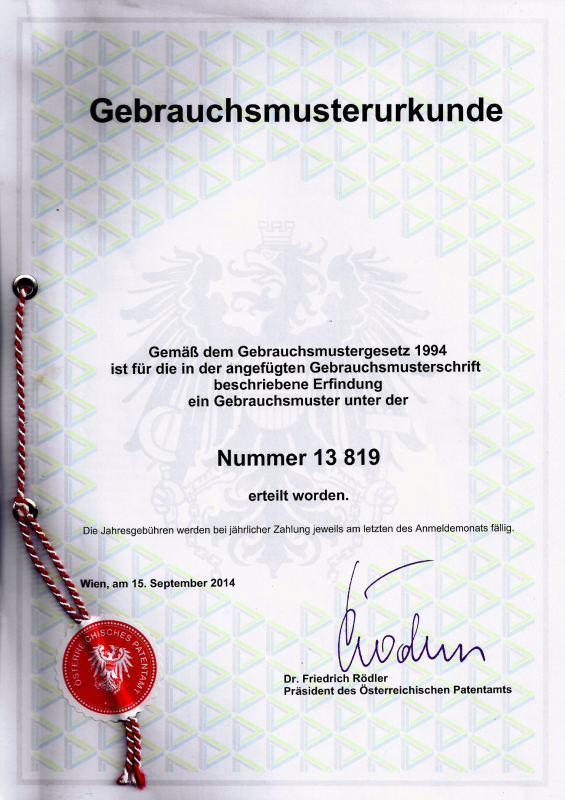 Gebrauchsmusterurkunde
Gemäß dem Gebrauchsmustergesetz 1994
ist für die in der angefügten Gebrauchsmusterschrift
beschriebene Erfindung
ein Gebrauchsmuster unter der
Nummer 13 819
erteilt worden.
Die Jahresgebühren werden bei jährlicher Zahlung jeweils am letzten des Anmeldemonats fällig.
Wien, am 15. September 2014
ÖSTERREICHISCHES PATENTAMT
Dr. Friedrich Rödler
Präsident des Österreichischen Patentamts